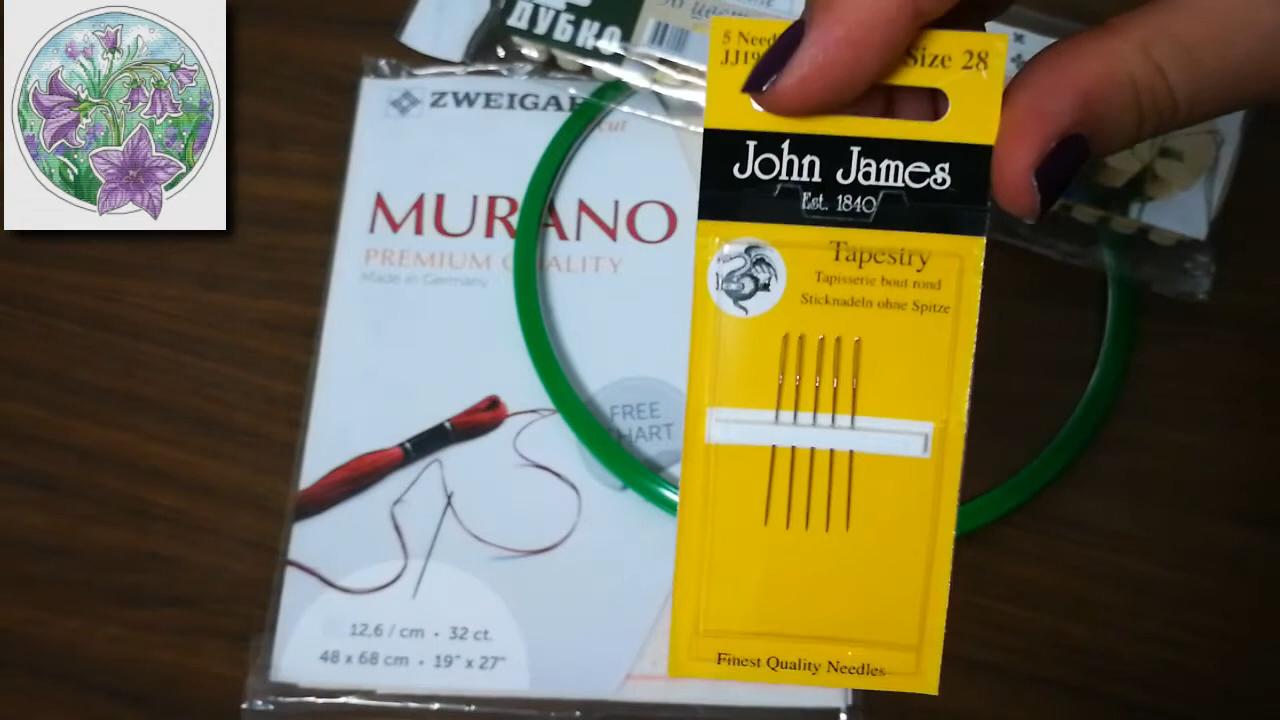 ДУБКО
ZWEIGAR
cut
MURANO
PREMIUM QUALITY
Made in Germany
FREE
CHART
12,6 / cm • 32 ct.
48 x 68 cm • 19" x 27"
5 Need
Size 28
John James
Est. 1840
Tapestry
Tapisserie bout rond
Sticknadeln ohne Spitze
Finest Quality Needles